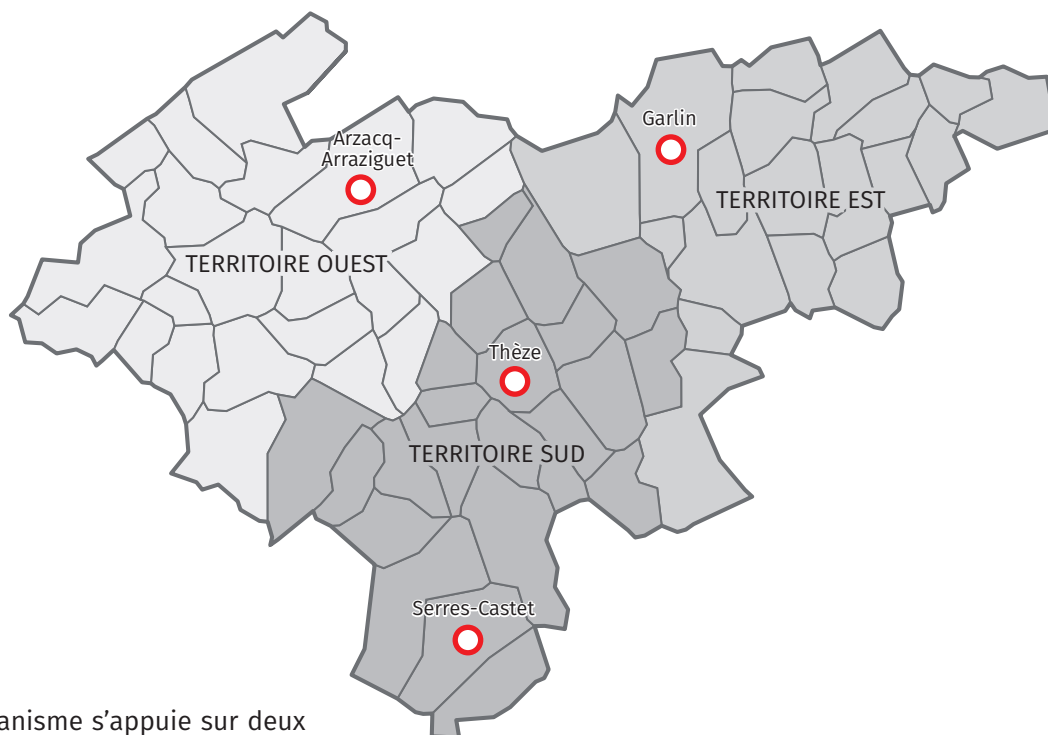 Garlin
Arzacq-
Arraziguet
TERRITOIRE EST
TERRITOIRE OUEST
Thèze
TERRITOIRE SUD
Serres-Castet
anisme s'appuie sur deux